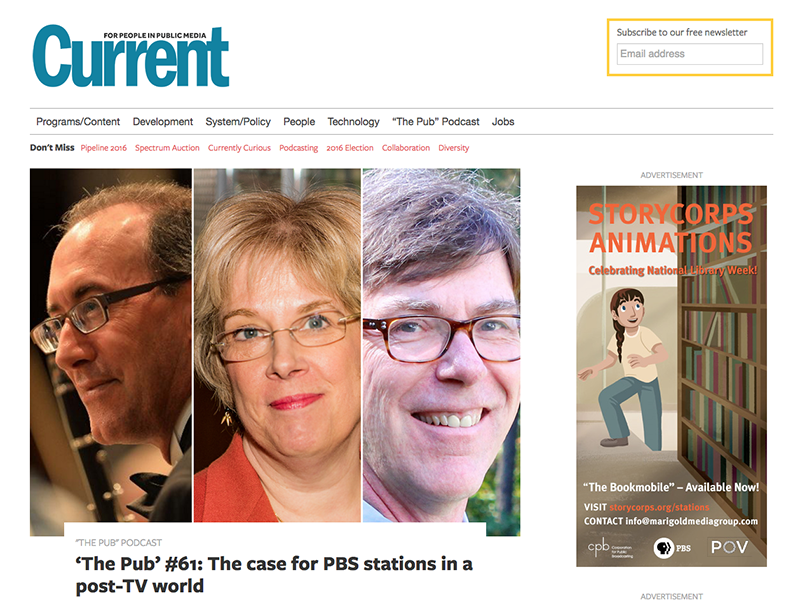 FOR PEOPLE IN PUBLIC MEDIA
Current
Subscribe to our free newsletter
Email address
Programs/Content Development System/Policy People Technology “The Pub” Podcast Jobs
Don’t Miss Pipeline 2016 Spectrum Auction Currently Curious Podcasting 2016 Election Collaboration Diversity
“THE PUB” PODCAST
‘The Pub’ #61: The case for PBS stations in a
post-TV world
ADVERTISEMENT
STORYCORPS
ANIMATIONS
Celebrating National Library Week!
“The Bookmobile” – Available Now!
VISIT storycorps.org/stations
CONTACT info@marigoldmediagroup.com
cpb Corporation for Public Broadcasting PBS POV
ADVERTISEMENT